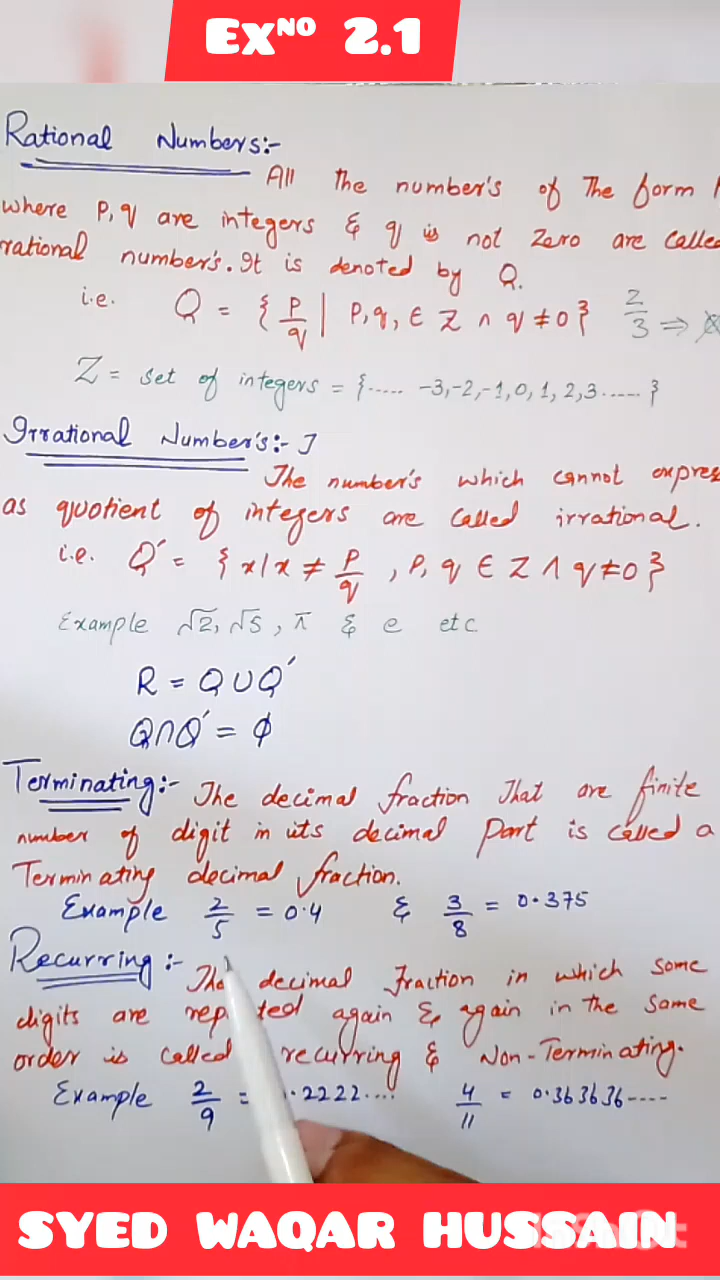 Ex^No 2.1
Rational Numbers:-
All the number's of The form
where P,q are integers & q is not Zero are called
rational number's. It is denoted by Q.
i.e. Q = { P/q | P,q, ∈ Z ∧ q ≠ 0 } 2/3 ⇒
Z = set of integers = {..... -3,-2,-1,0,1,2,3...... }
Irrational Number's:- I
The number's which cannot expres
as quotient of integers are called irrational.
i.e. Q' = { x/x ≠ P/q , P, q ∈ Z ∧ q ≠ 0 }
Example √2, √5, π & e etc
R = Q ∪ Q'
Q ∩ Q' = ϕ
Terminating:- The decimal fraction That are finite
number of digit in its decimal Part is called a
Terminating decimal fraction.
Example 2/5 = 0.4 & 3/8 = 0.375
Recurring:- The decimal fraction in which some
digits are rep ted again & again in the same
order is called recurring & Non-Terminating.
Example 2/9 = .2222.... 4/11 = 0.363636----
SYED WAQAR HUSSAIN